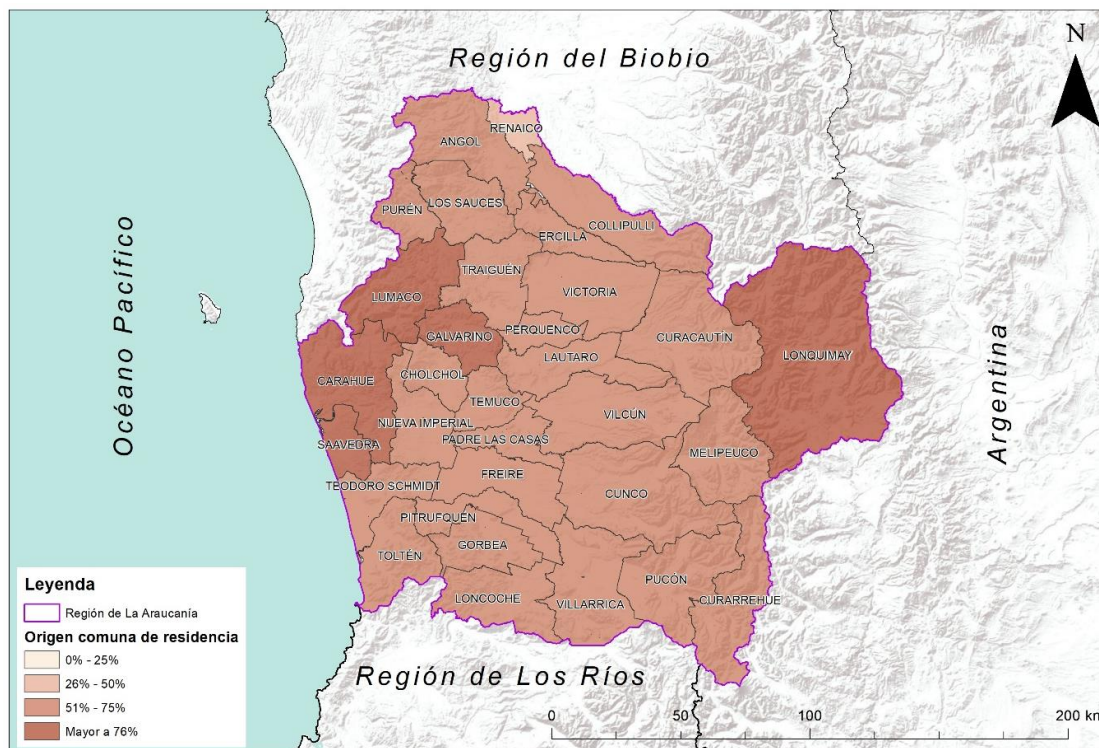 Región del Biobio
N
RENAICO
ANGOL
LOS SAUCES
PURÉN
COLLIPULLI
ERCILLA
TRAIGUÉN
VICTORIA
LUMACO
GALVARINO
PERQUENCO
CURACAUTÍN
LONQUIMAY
LAUTARO
CARAHUE
CHOLCHOL
TEMUCO
VILCÚN
NUEVA IMPERIAL
SAAVEDRA
PADRE LAS CASAS
MELIPEUCO
FREIRE
TEODORO SCHMIDT
CUNCO
PITRUFQUÉN
GORBEA
TOLTÉN
PUCÓN
LONCOCHE
VILLARRICA
CURARREHUE
Océano Pacífico
Argentina
Región de Los Ríos
Leyenda
Región de La Araucanía
Origen comuna de residencia
0% - 25%
26% - 50%
51% - 75%
Mayor a 76%
0 50 100 200 km